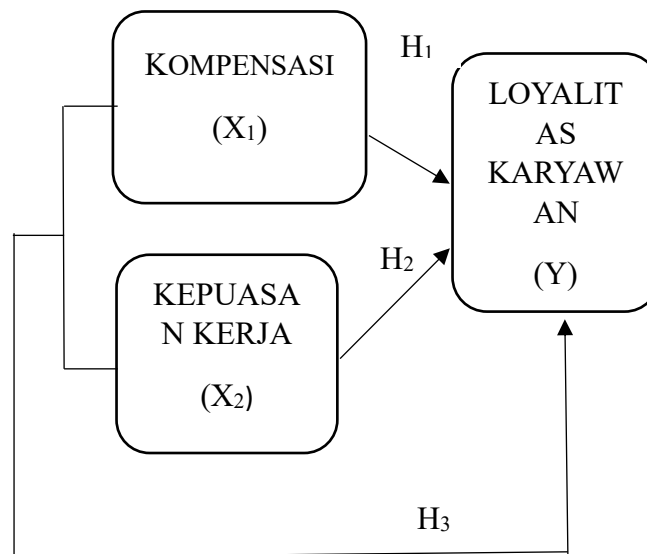 KOMPENSASI
(X₁)
H₁
LOYALIT
AS
KARYAW
AN
(Y)
H₂
KEPUASA
N KERJA
(X₂)
H₃